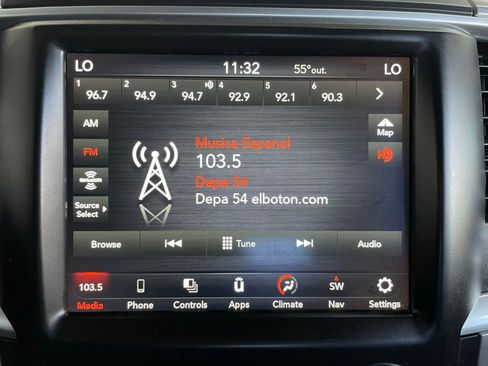 LO 11:32 55°out. LO
1 96.7 2 94.9 3 94.7 4 92.9 5 92.1 6 90.3
AM
FM
Source Select
Map
Musica Espanol
103.5
Depa 54
Depa 54 elboton.com
Browse Tune Audio
103.5
Media Phone Controls Apps Climate SW Nav Settings